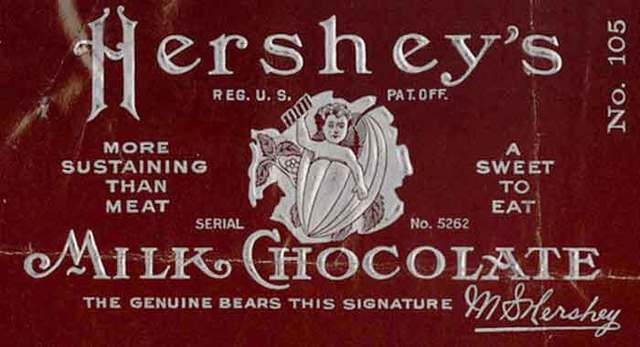 Hershey's
REG. U. S. PAT. OFF.
No. 105
MORE
SUSTAINING
THAN
MEAT
A
SWEET
TO
EAT
SERIAL No. 5262
MILK CHOCOLATE
THE GENUINE BEARS THIS SIGNATURE M S Hershey